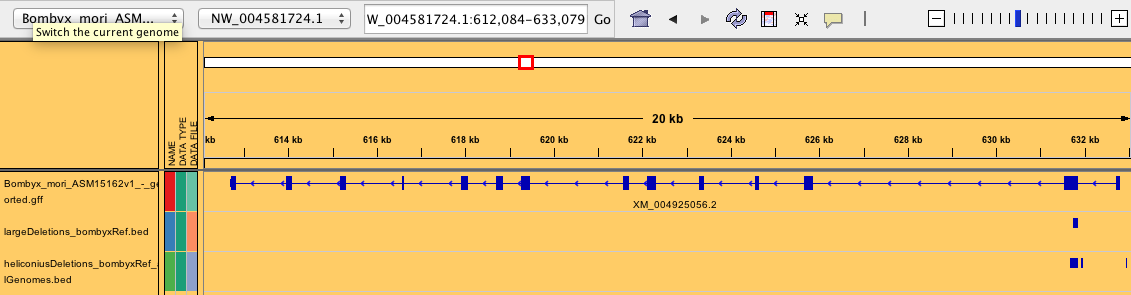 Bombyx_mori_ASM... NW_004581724.1 W_004581724.1:612,084-633,079 Go
Switch the current genome
20 kb
kb 614 kb 616 kb 618 kb 620 kb 622 kb 624 kb 626 kb 628 kb 630 kb 632 kb
NAME
DATA TYPE
DATA FILE
Bombyx_mori_ASM15162v1_-_ge
orted.gff
XM_004925056.2
largeDeletions_bombyxRef.bed
heliconiusDeletions_bombyxRef_
lGenomes.bed